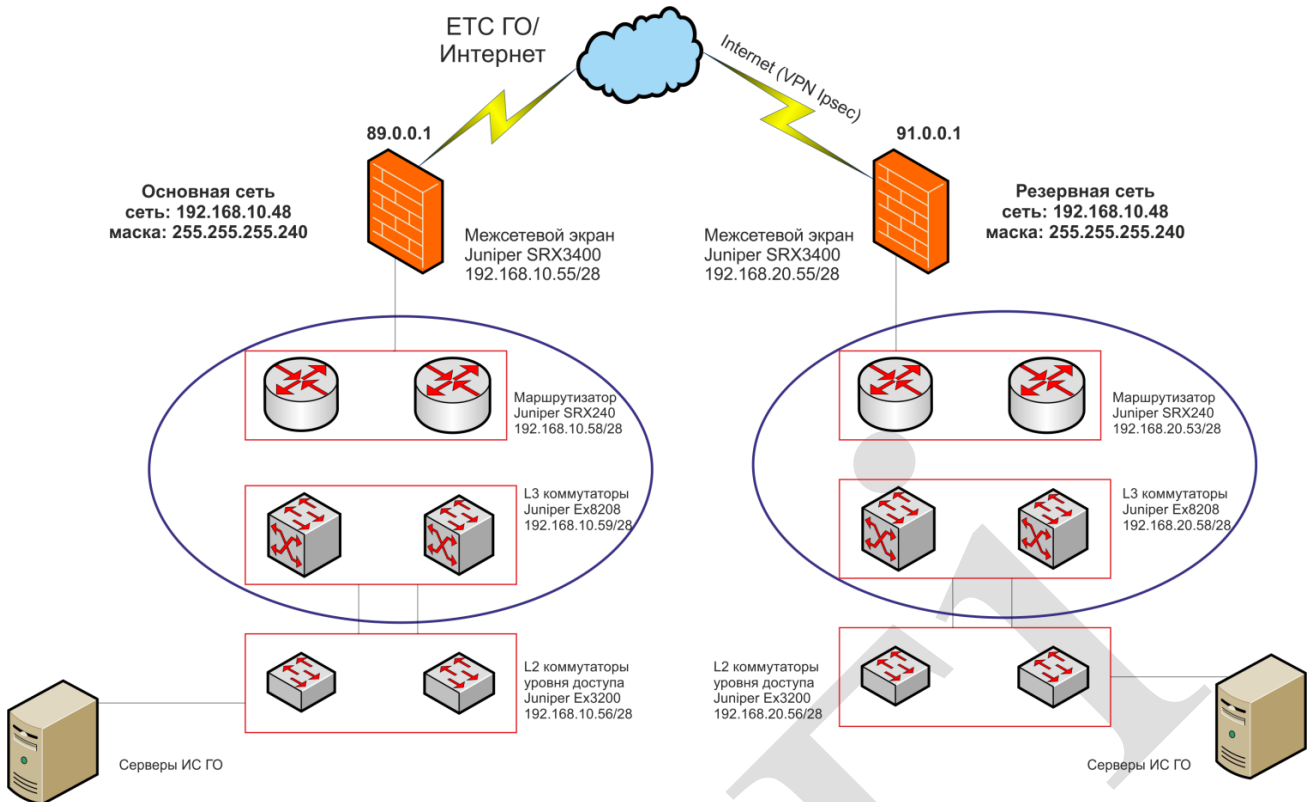 ЕТС ГО/
Интернет
Internet (VPN Ipsec)
89.0.0.1
91.0.0.1
Основная сеть
сеть: 192.168.10.48
маска: 255.255.255.240
Межсетевой экран
Juniper SRX3400
192.168.10.55/28
Межсетевой экран
Juniper SRX3400
192.168.20.55/28
Резервная сеть
сеть: 192.168.10.48
маска: 255.255.255.240
Маршрутизатор
Juniper SRX240
192.168.10.58/28
Маршрутизатор
Juniper SRX240
192.168.20.53/28
L3 коммутаторы
Juniper Ex8208
192.168.10.59/28
L3 коммутаторы
Juniper Ex8208
192.168.20.58/28
L2 коммутаторы
уровня доступа
Juniper Ex3200
192.168.10.56/28
L2 коммутаторы
уровня доступа
Juniper Ex3200
192.168.20.56/28
Серверы ИС ГО
Серверы ИС ГО